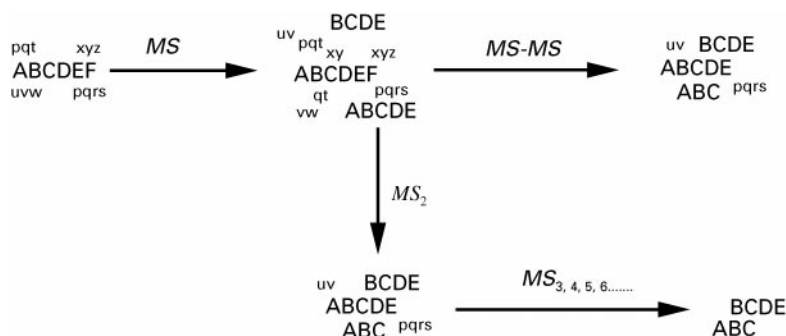 BCDE
uv pqt
pqt xyz MS xy xyz MS-MS uv BCDE
ABCDEF ABCDEF ABCDE
uvw pqrs qt pqrs ABC pqrs
vw ABCDE
MS₂
uv BCDE MS₃, ₄, ₅, ₆....... BCDE
ABCDE ABC
ABC pqrs